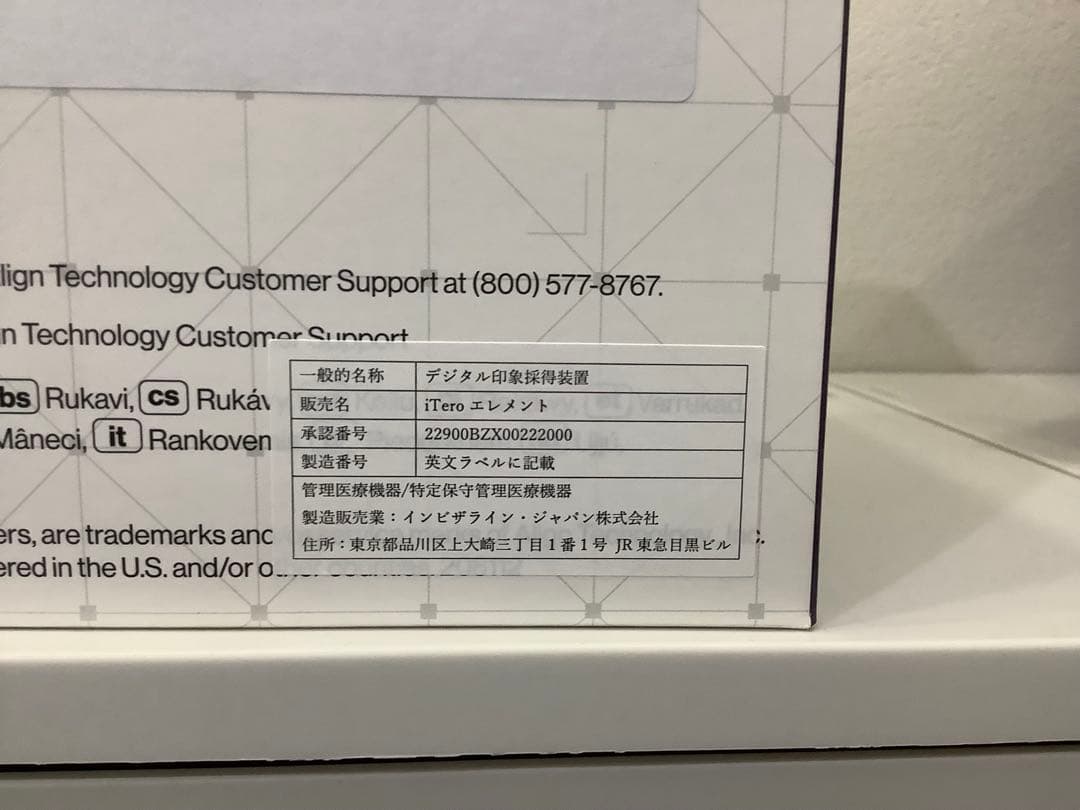 lign Technology Customer Support at (800) 577-8767.
n Technology Customer Support
bs Rukavi, cs Rukáv
Mâneci, it Rankoven
一般的名称 デジタル印象採得装置
販売名 iTero エレメント
承認番号 22900BZX00222000
製造番号 英文ラベルに記載
管理医療機器/特定保守管理医療機器
製造販売業：インビザライン・ジャパン株式会社
住所：東京都品川区上大崎三丁目1番1号 JR東急目黒ビル
ers, are trademarks and
ered in the U.S. and/or other countries. 206112